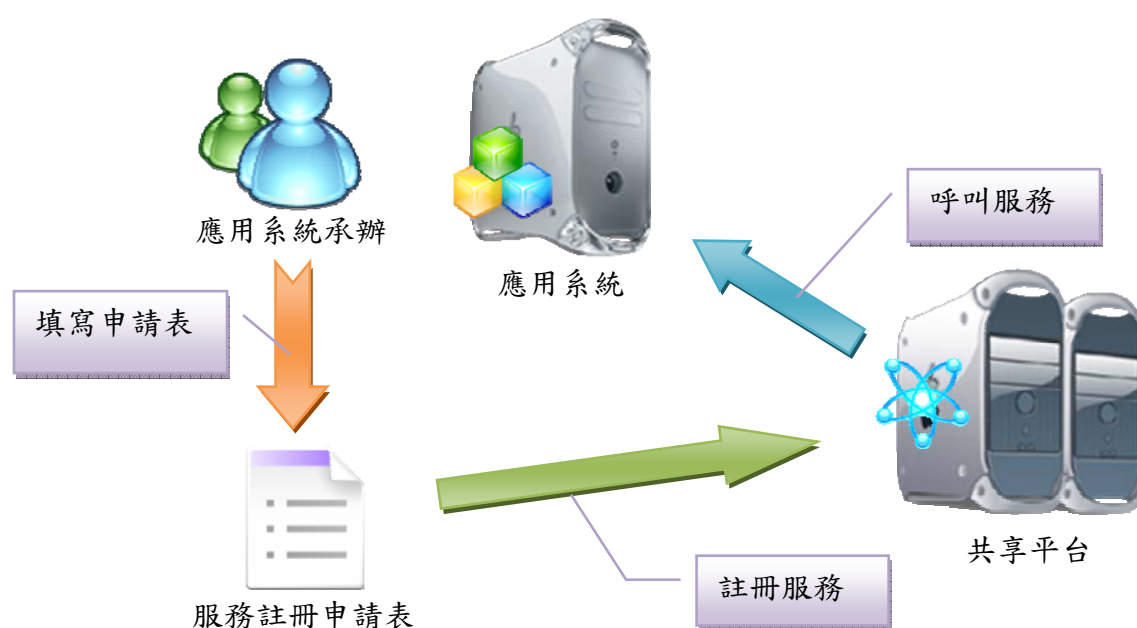 應用系統承辦
應用系統
呼叫服務
填寫申請表
共享平台
註冊服務
服務註冊申請表